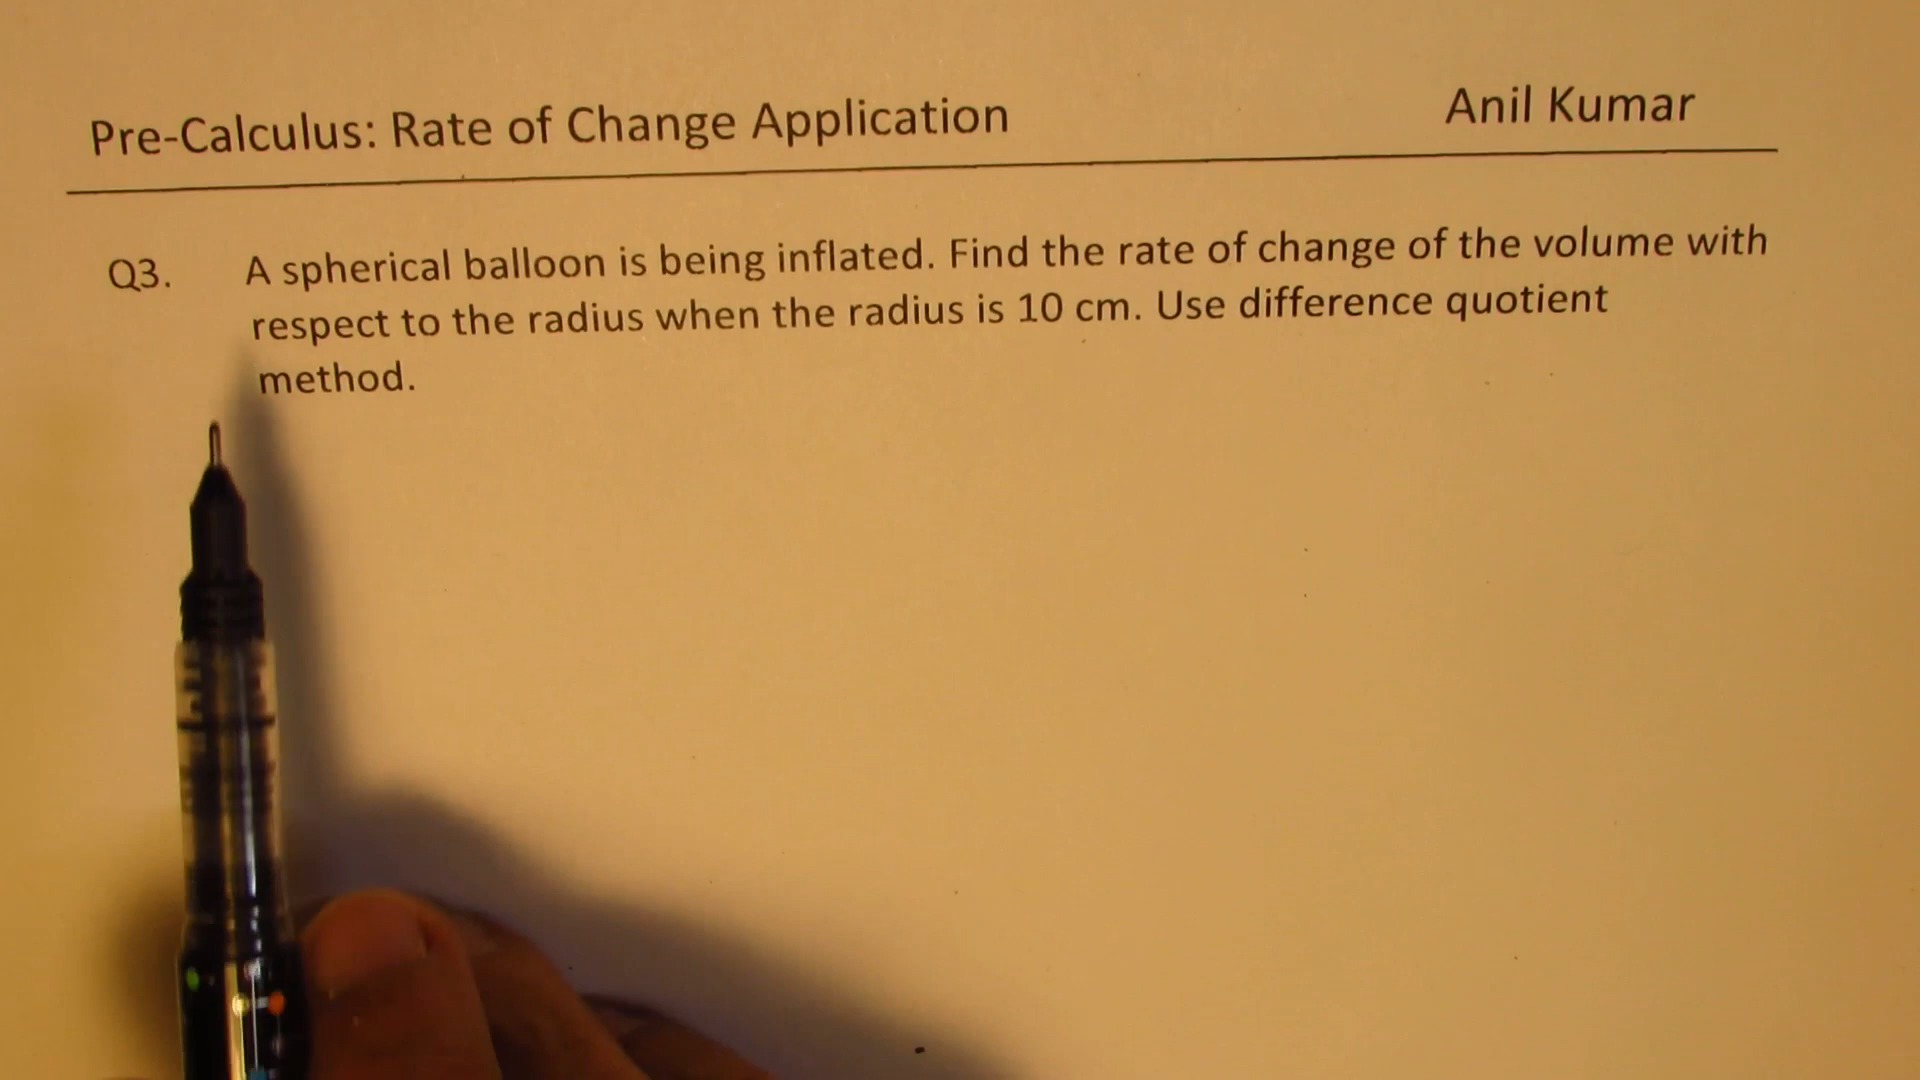 Pre-Calculus: Rate of Change Application
Anil Kumar
Q3. A spherical balloon is being inflated. Find the rate of change of the volume with
respect to the radius when the radius is 10 cm. Use difference quotient
method.